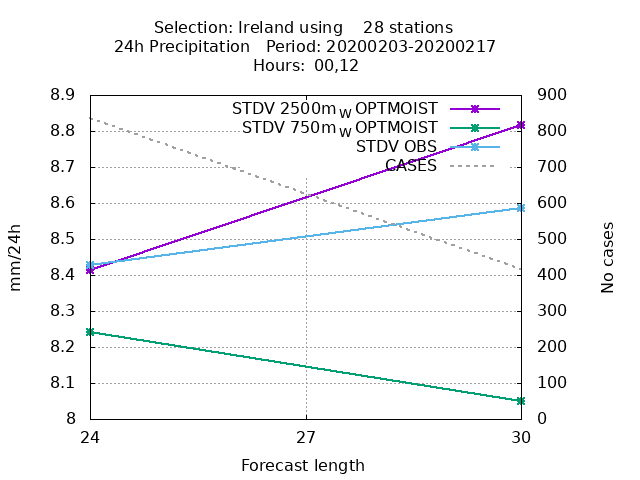 Selection: Ireland using    28 stations
24h Precipitation   Period: 20200203-20200217
Hours:  00,12
8.9
8.8
8.7
8.6
8.5
8.4
8.3
8.2
8.1
8
900
800
700
600
500
400
300
200
100
0
STDV 2500m_W OPTMOIST
STDV 750m_W OPTMOIST
STDV OBS
CASES
mm/24h
No cases
24
27
30
Forecast length